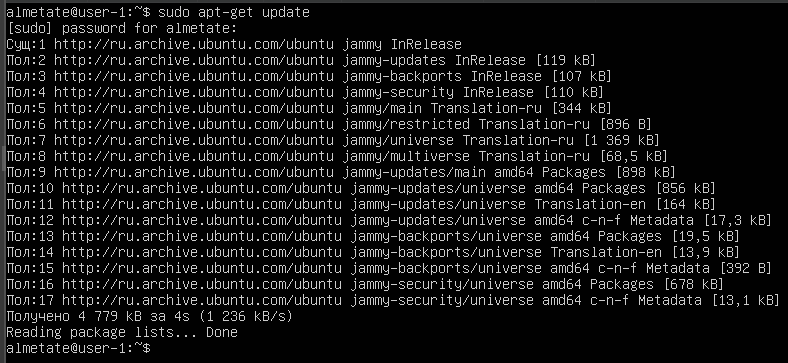 almetate@user-1:~$ sudo apt-get update
[sudo] password for almetate:
Сущ:1 http://ru.archive.ubuntu.com/ubuntu jammy InRelease
Пол:2 http://ru.archive.ubuntu.com/ubuntu jammy-updates InRelease [119 kB]
Пол:3 http://ru.archive.ubuntu.com/ubuntu jammy-backports InRelease [107 kB]
Пол:4 http://ru.archive.ubuntu.com/ubuntu jammy-security InRelease [110 kB]
Пол:5 http://ru.archive.ubuntu.com/ubuntu jammy/main Translation-ru [344 kB]
Пол:6 http://ru.archive.ubuntu.com/ubuntu jammy/restricted Translation-ru [896 B]
Пол:7 http://ru.archive.ubuntu.com/ubuntu jammy/universe Translation-ru [1 369 kB]
Пол:8 http://ru.archive.ubuntu.com/ubuntu jammy/multiverse Translation-ru [68,5 kB]
Пол:9 http://ru.archive.ubuntu.com/ubuntu jammy-updates/main amd64 Packages [898 kB]
Пол:10 http://ru.archive.ubuntu.com/ubuntu jammy-updates/universe amd64 Packages [856 kB]
Пол:11 http://ru.archive.ubuntu.com/ubuntu jammy-updates/universe Translation-en [164 kB]
Пол:12 http://ru.archive.ubuntu.com/ubuntu jammy-updates/universe amd64 c-n-f Metadata [17,3 kB]
Пол:13 http://ru.archive.ubuntu.com/ubuntu jammy-backports/universe amd64 Packages [19,5 kB]
Пол:14 http://ru.archive.ubuntu.com/ubuntu jammy-backports/universe Translation-en [13,9 kB]
Пол:15 http://ru.archive.ubuntu.com/ubuntu jammy-backports/universe amd64 c-n-f Metadata [392 B]
Пол:16 http://ru.archive.ubuntu.com/ubuntu jammy-security/universe amd64 Packages [678 kB]
Пол:17 http://ru.archive.ubuntu.com/ubuntu jammy-security/universe amd64 c-n-f Metadata [13,1 kB]
Получено 4 779 kB за 4s (1 236 kB/s)
Reading package lists... Done
almetate@user-1:~$